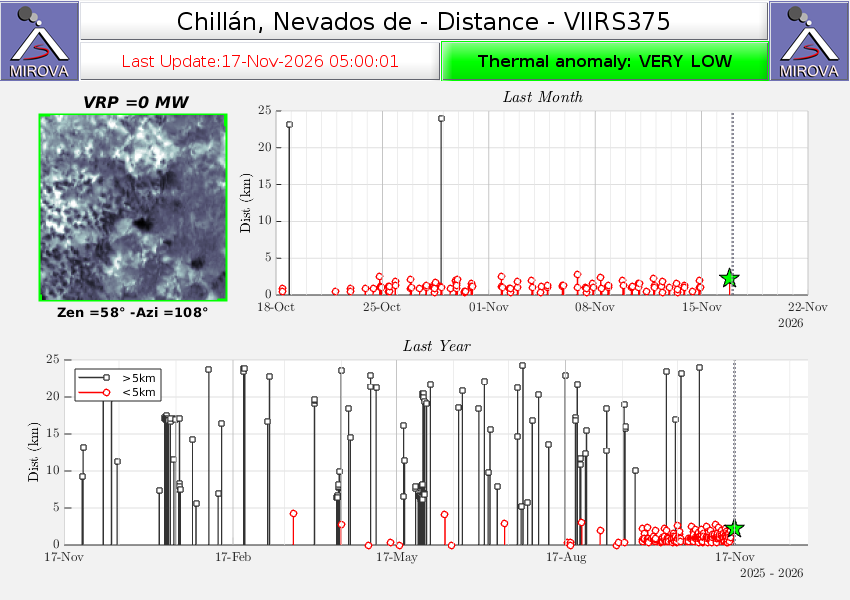 Chillán, Nevados de - Distance - VIIRS375
MIROVA
Last Update:17-Nov-2026 05:00:01
Thermal anomaly: VERY LOW
MIROVA
VRP =0 MW
Zen =58° -Azi =108°
Last Month
Dist (km)
25
20
15
10
5
0
18-Oct 25-Oct 01-Nov 08-Nov 15-Nov 22-Nov
2026
Last Year
Dist (km)
25
20
15
10
5
0
>5km
<5km
17-Nov 17-Feb 17-May 17-Aug 17-Nov
2025 - 2026